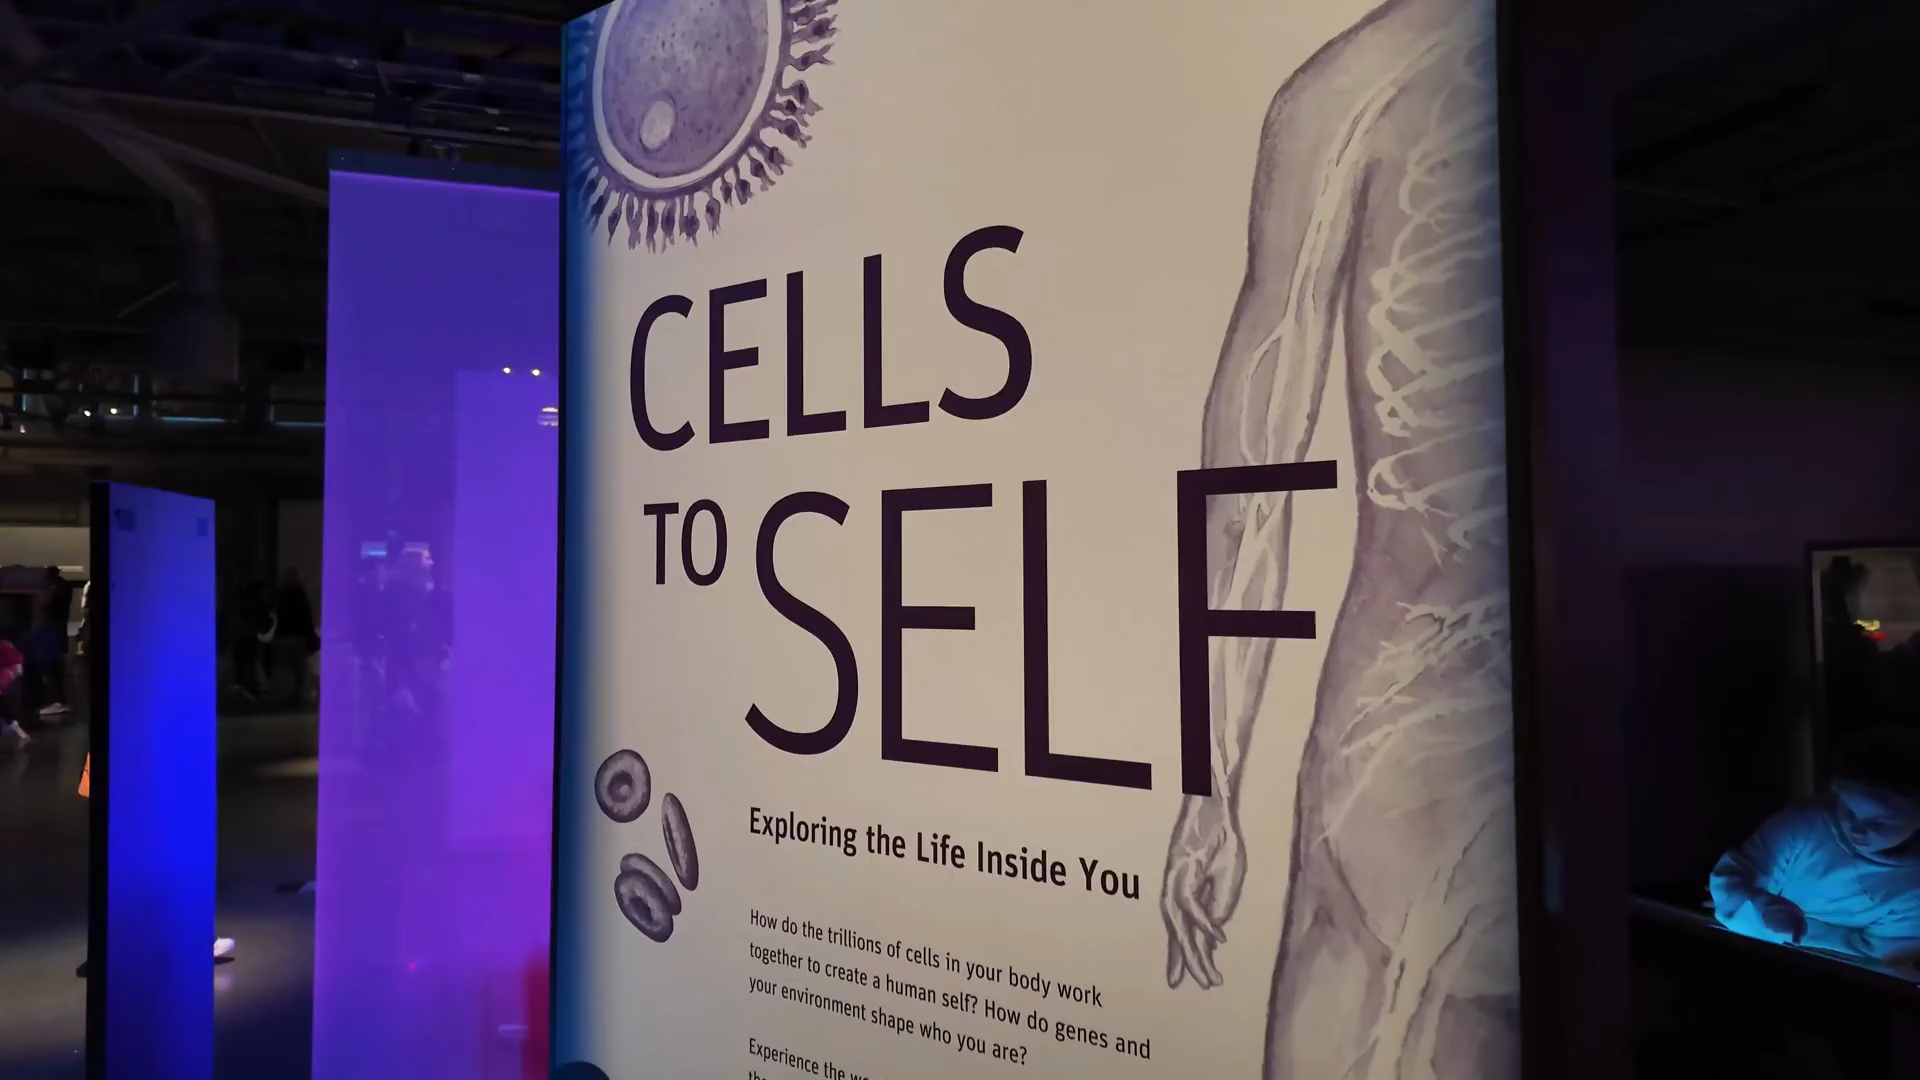 CELLS
TO SELF
Exploring the Life Inside You
How do the trillions of cells in your body work
together to create a human self? How do genes and
your environment shape who you are?
Experience the